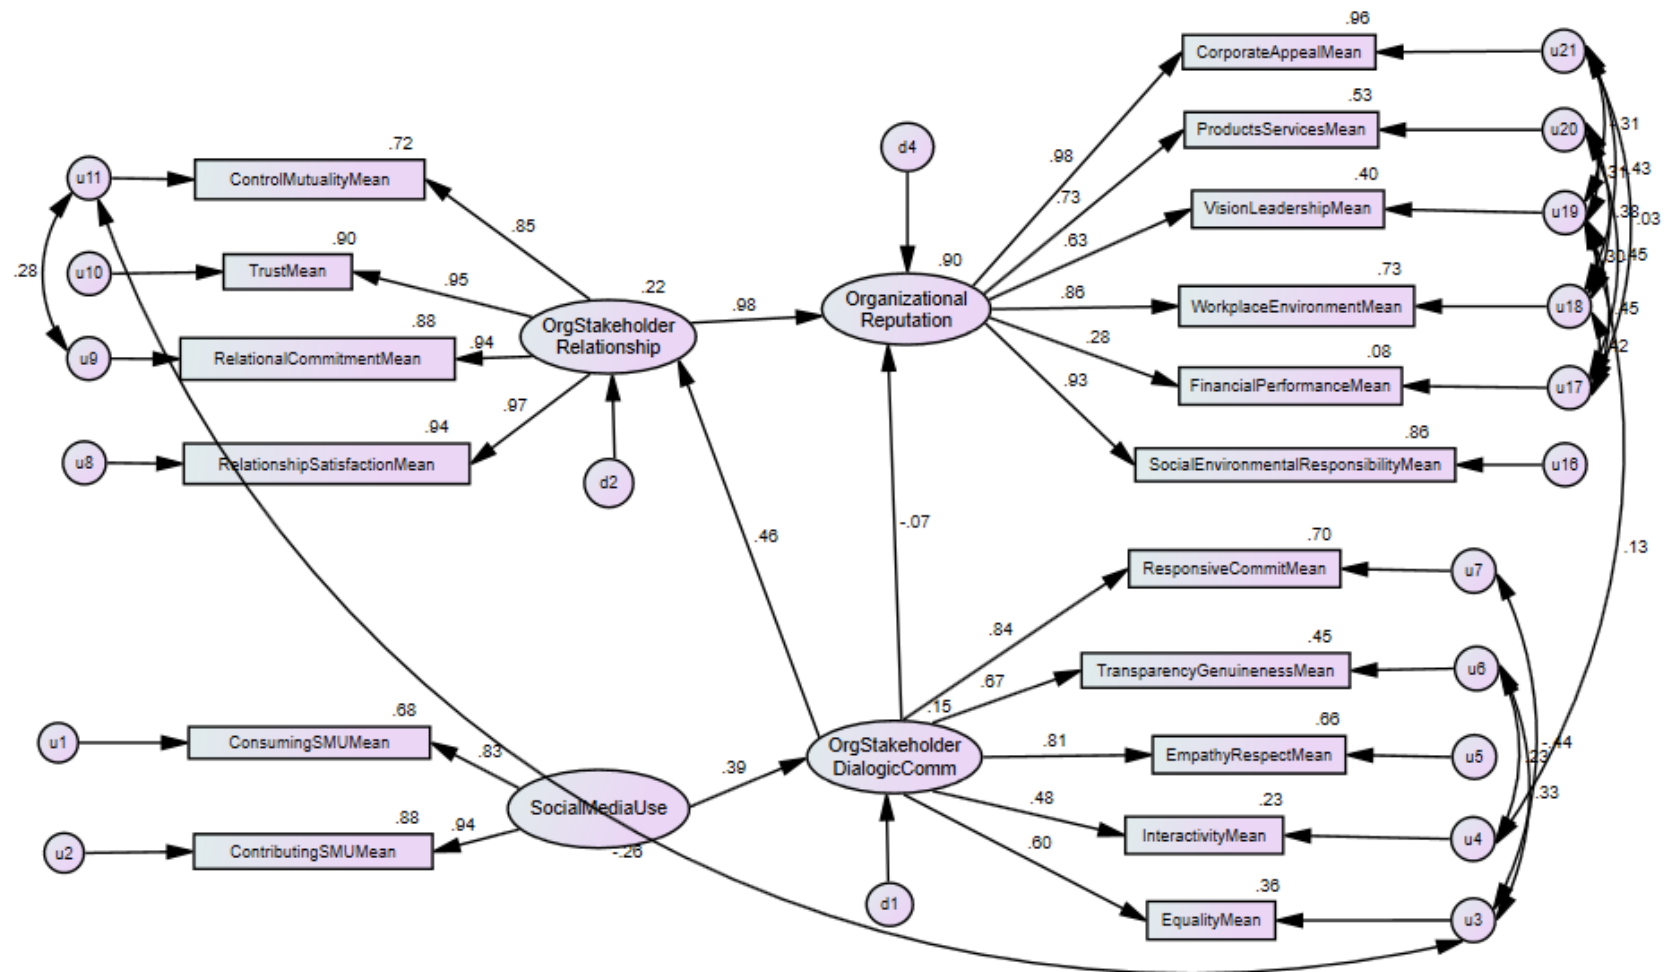 .96
CorporateAppealMean
u21
.53
ProductsServicesMean
u20
.31
.72
d4
.98
.43
u11
ControlMutualityMean
.73
.40
VisionLeadershipMean
u19
.38
.03
.85
.63
.90
.28
u10
TrustMean
.95
.22
.90
.73
.45
OrgStakeholder
Relationship
.98
Organizational
Reputation
.86
WorkplaceEnvironmentMean
u18
.45
.88
u9
RelationalCommitmentMean
.94
.28
.08
FinancialPerformanceMean
u17
.93
.97
.94
u8
RelationshipSatisfactionMean
d2
.86
SocialEnvironmentalResponsibilityMean
u16
.46
-.07
.70
ResponsiveCommitMean
u7
.13
.84
.45
TransparencyGenuinenessMean
u6
.67
.15
.68
u1
ConsumingSMUMean
.83
OrgStakeholder
DialogicComm
.81
.66
EmpathyRespectMean
u5
-.44
.23
.39
SocialMediaUse
.33
.48
.23
InteractivityMean
u4
.88
u2
ContributingSMUMean
.94
-.26
.60
.36
d1
EqualityMean
u3